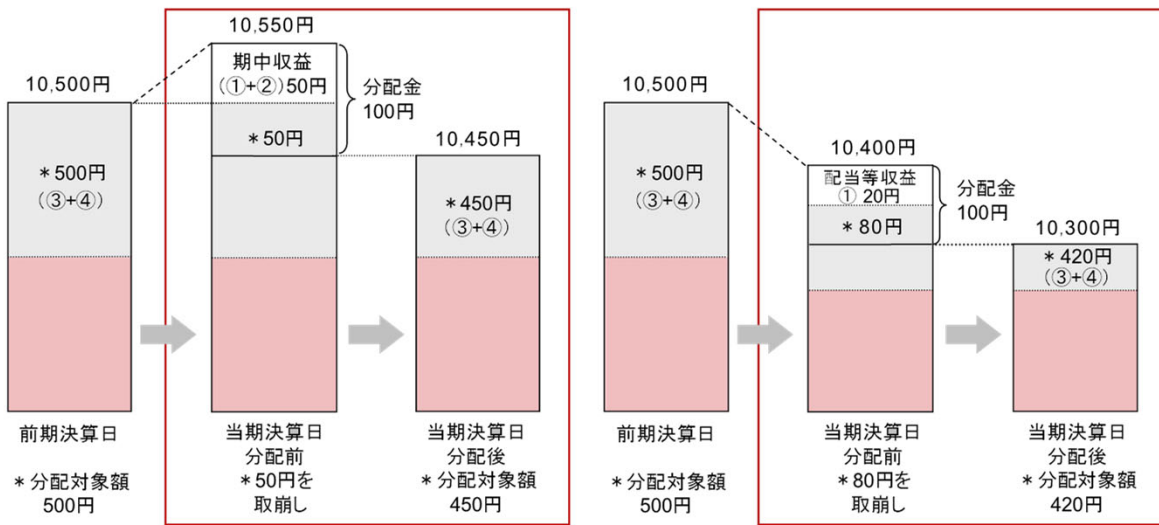 10,500円
＊500円
(③+④)
前期決算日
＊分配対象額
500円
10,550円
期中収益
(①+②)50円
＊50円
分配金
100円
当期決算日
分配前
＊50円を
取崩し
10,450円
＊450円
(③+④)
当期決算日
分配後
＊分配対象額
450円
10,500円
＊500円
(③+④)
前期決算日
＊分配対象額
500円
10,400円
配当等収益
① 20円
＊80円
分配金
100円
当期決算日
分配前
＊80円を
取崩し
10,300円
＊420円
(③+④)
当期決算日
分配後
＊分配対象額
420円